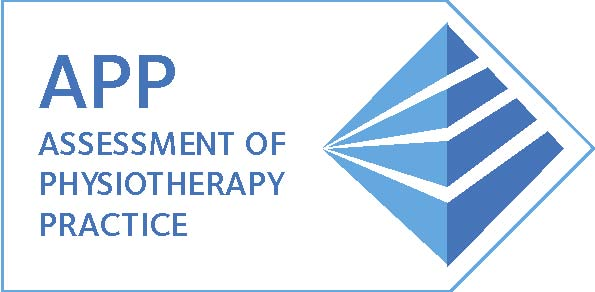 APP
ASSESSMENT OF
PHYSIOTHERAPY
PRACTICE